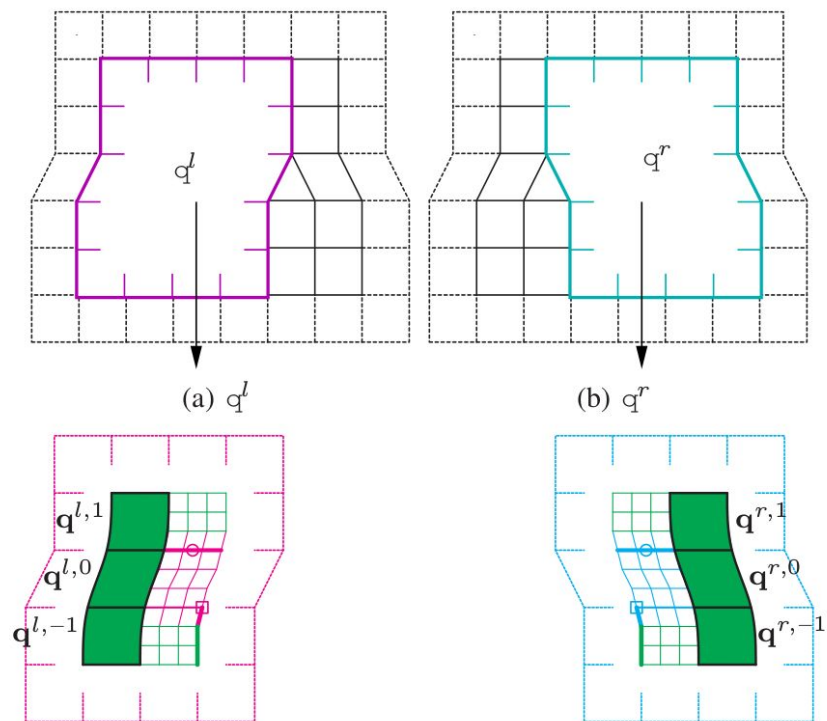 q^l
q^r
(a) q^l
(b) q^r
q^{l,1}
q^{l,0}
q^{l,-1}
q^{r,1}
q^{r,0}
q^{r,-1}